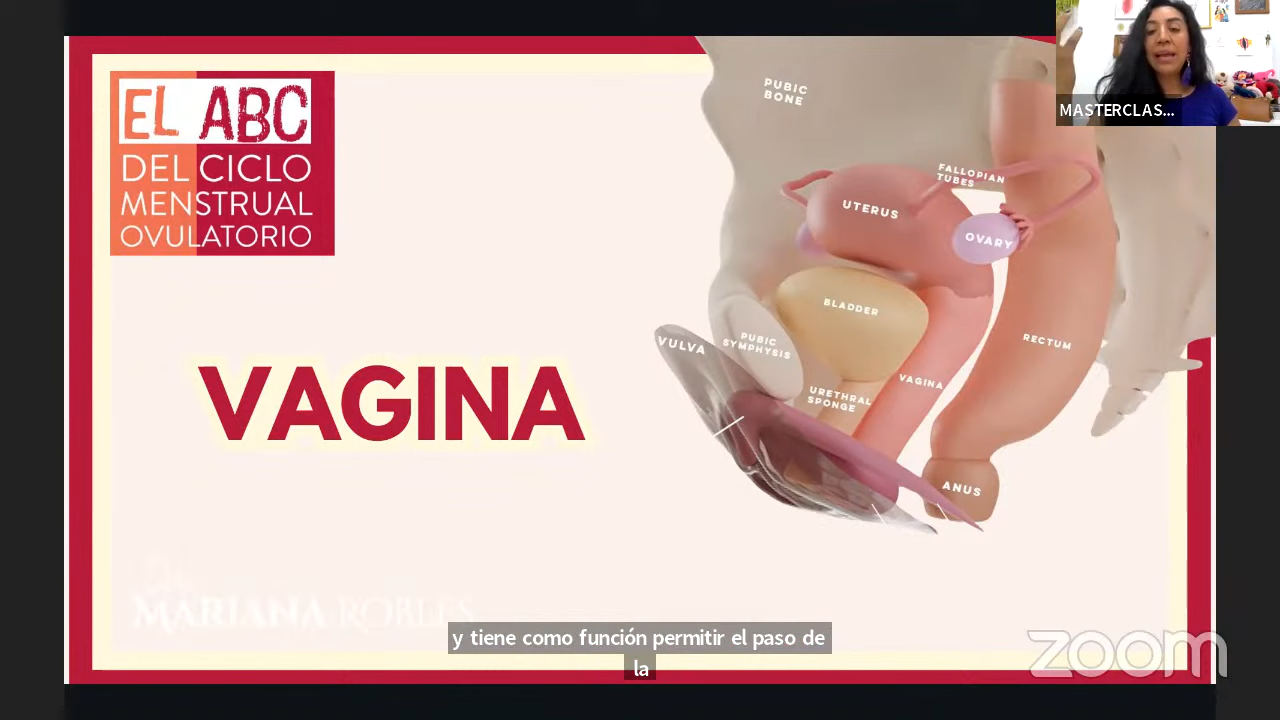 EL ABC
DEL CICLO
MENSTRUAL
OVULATORIO
VAGINA
PUBIC
BONE
FALLOPIAN
TUBES
UTERUS
OVARY
BLADDER
VULVA
PUBIC
SYMPHYSIS
RECTUM
VAGINA
URETHRAL
SPONGE
ANUS
MASTERCLAS...
MARIANA ROBLES
y tiene como función permitir el paso de
la
zoom